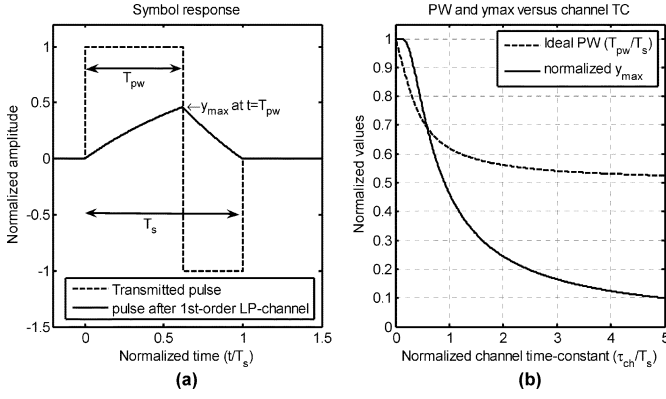 Symbol response
Normalized amplitude
1
0.5
0
-0.5
-1
-1.5
T_pw
←y_max at t=T_pw
T_s
Transmitted pulse
pulse after 1st-order LP-channel
-0.5
0
0.5
1
1.5
Normalized time (t/T_s)
(a)
PW and ymax versus channel TC
Normalized values
1
0.9
0.8
0.7
0.6
0.5
0.4
0.3
0.2
0.1
0
Ideal PW (T_pw/T_s)
normalized y_max
0
1
2
3
4
5
Normalized channel time-constant (τ_ch/T_s)
(b)